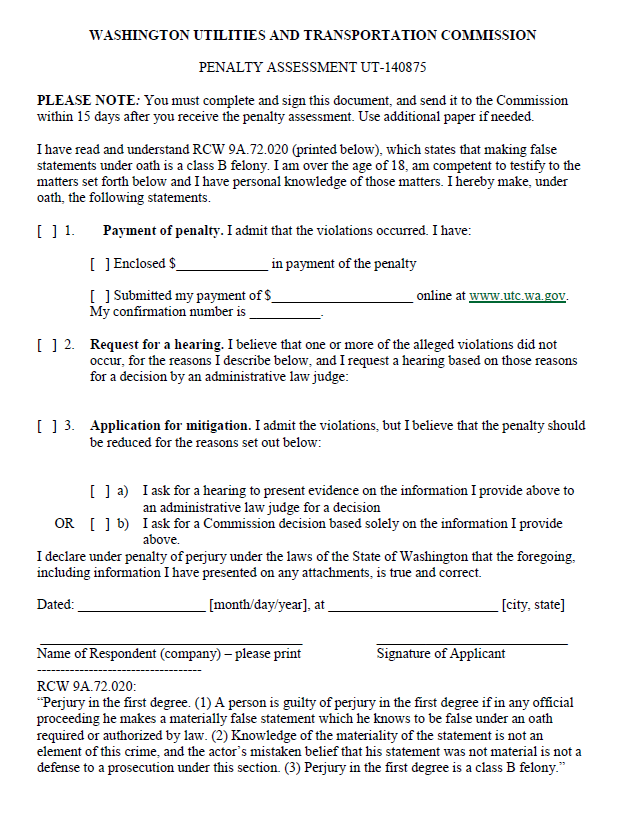 WASHINGTON UTILITIES AND TRANSPORTATION COMMISSION
PENALTY ASSESSMENT UT-140875
PLEASE NOTE: You must complete and sign this document, and send it to the Commission
within 15 days after you receive the penalty assessment. Use additional paper if needed.
I have read and understand RCW 9A.72.020 (printed below), which states that making false
statements under oath is a class B felony. I am over the age of 18, am competent to testify to the
matters set forth below and I have personal knowledge of those matters. I hereby make, under
oath, the following statements.
[ ] 1. Payment of penalty. I admit that the violations occurred. I have:
[ ] Enclosed $______________ in payment of the penalty
[ ] Submitted my payment of $_____________________ online at www.utc.wa.gov.
My confirmation number is ___________.
[ ] 2. Request for a hearing. I believe that one or more of the alleged violations did not
occur, for the reasons I describe below, and I request a hearing based on those reasons
for a decision by an administrative law judge:
[ ] 3. Application for mitigation. I admit the violations, but I believe that the penalty should
be reduced for the reasons set out below:
[ ] a) I ask for a hearing to present evidence on the information I provide above to
an administrative law judge for a decision
OR [ ] b) I ask for a Commission decision based solely on the information I provide
above.
I declare under penalty of perjury under the laws of the State of Washington that the foregoing,
including information I have presented on any attachments, is true and correct.
Dated: ____________________ [month/day/year], at __________________________ [city, state]
_________________________________________ ______________________________
Name of Respondent (company) – please print Signature of Applicant
-----------------------------------
RCW 9A.72.020:
“Perjury in the first degree. (1) A person is guilty of perjury in the first degree if in any official
proceeding he makes a materially false statement which he knows to be false under an oath
required or authorized by law. (2) Knowledge of the materiality of the statement is not an
element of this crime, and the actor’s mistaken belief that his statement was not material is not a
defense to a prosecution under this section. (3) Perjury in the first degree is a class B felony.”